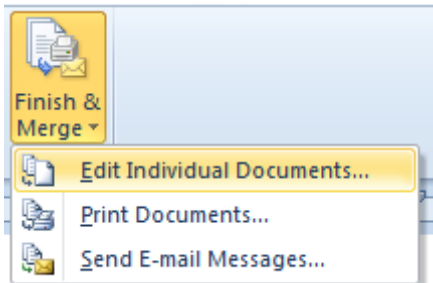 Finish &
Merge
Edit Individual Documents...
Print Documents...
Send E-mail Messages...